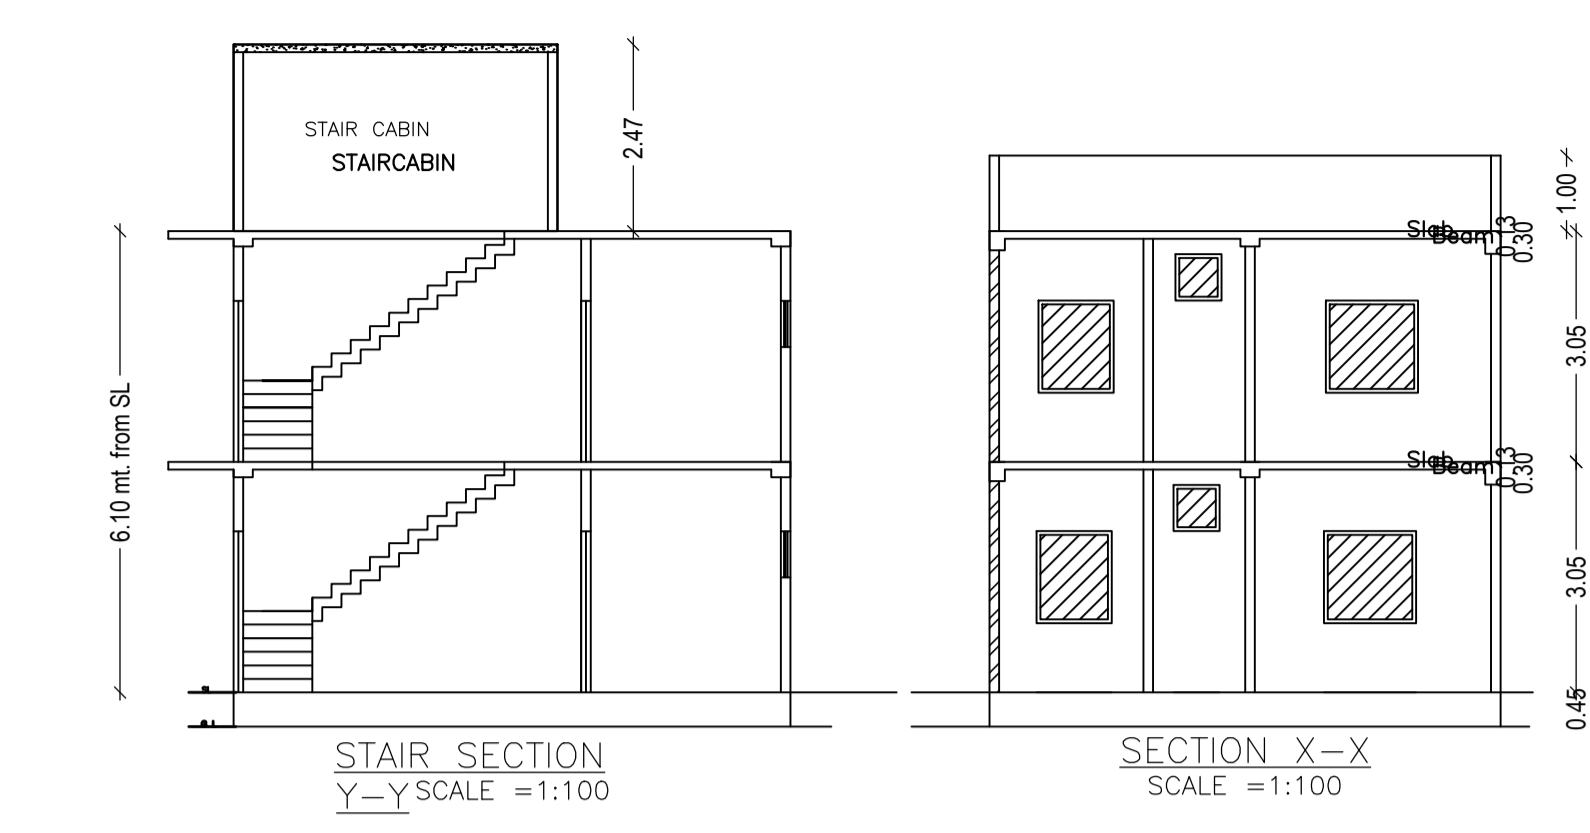 STAIR CABIN
STAIRCABIN
2.47
6.10 mt. from SL
STAIR SECTION
Y-Y SCALE =1:100
1.00
Slab
Beam
0.30
3.05
Slab
Beam
0.30
3.05
0.45
SECTION X-X
SCALE =1:100